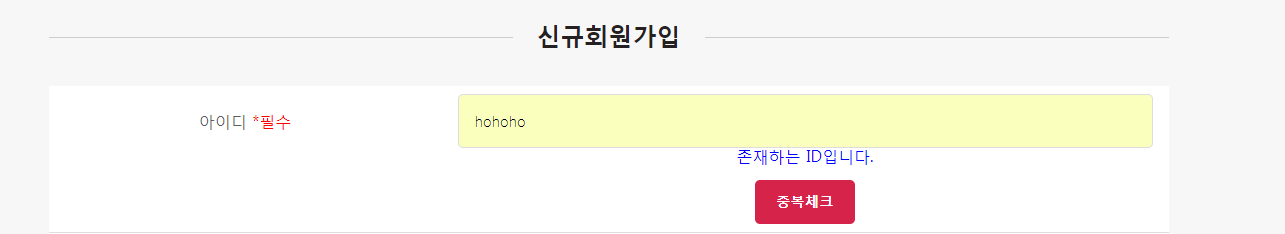 신규회원가입
아이디 *필수
hohoho
존재하는 ID입니다.
중복체크